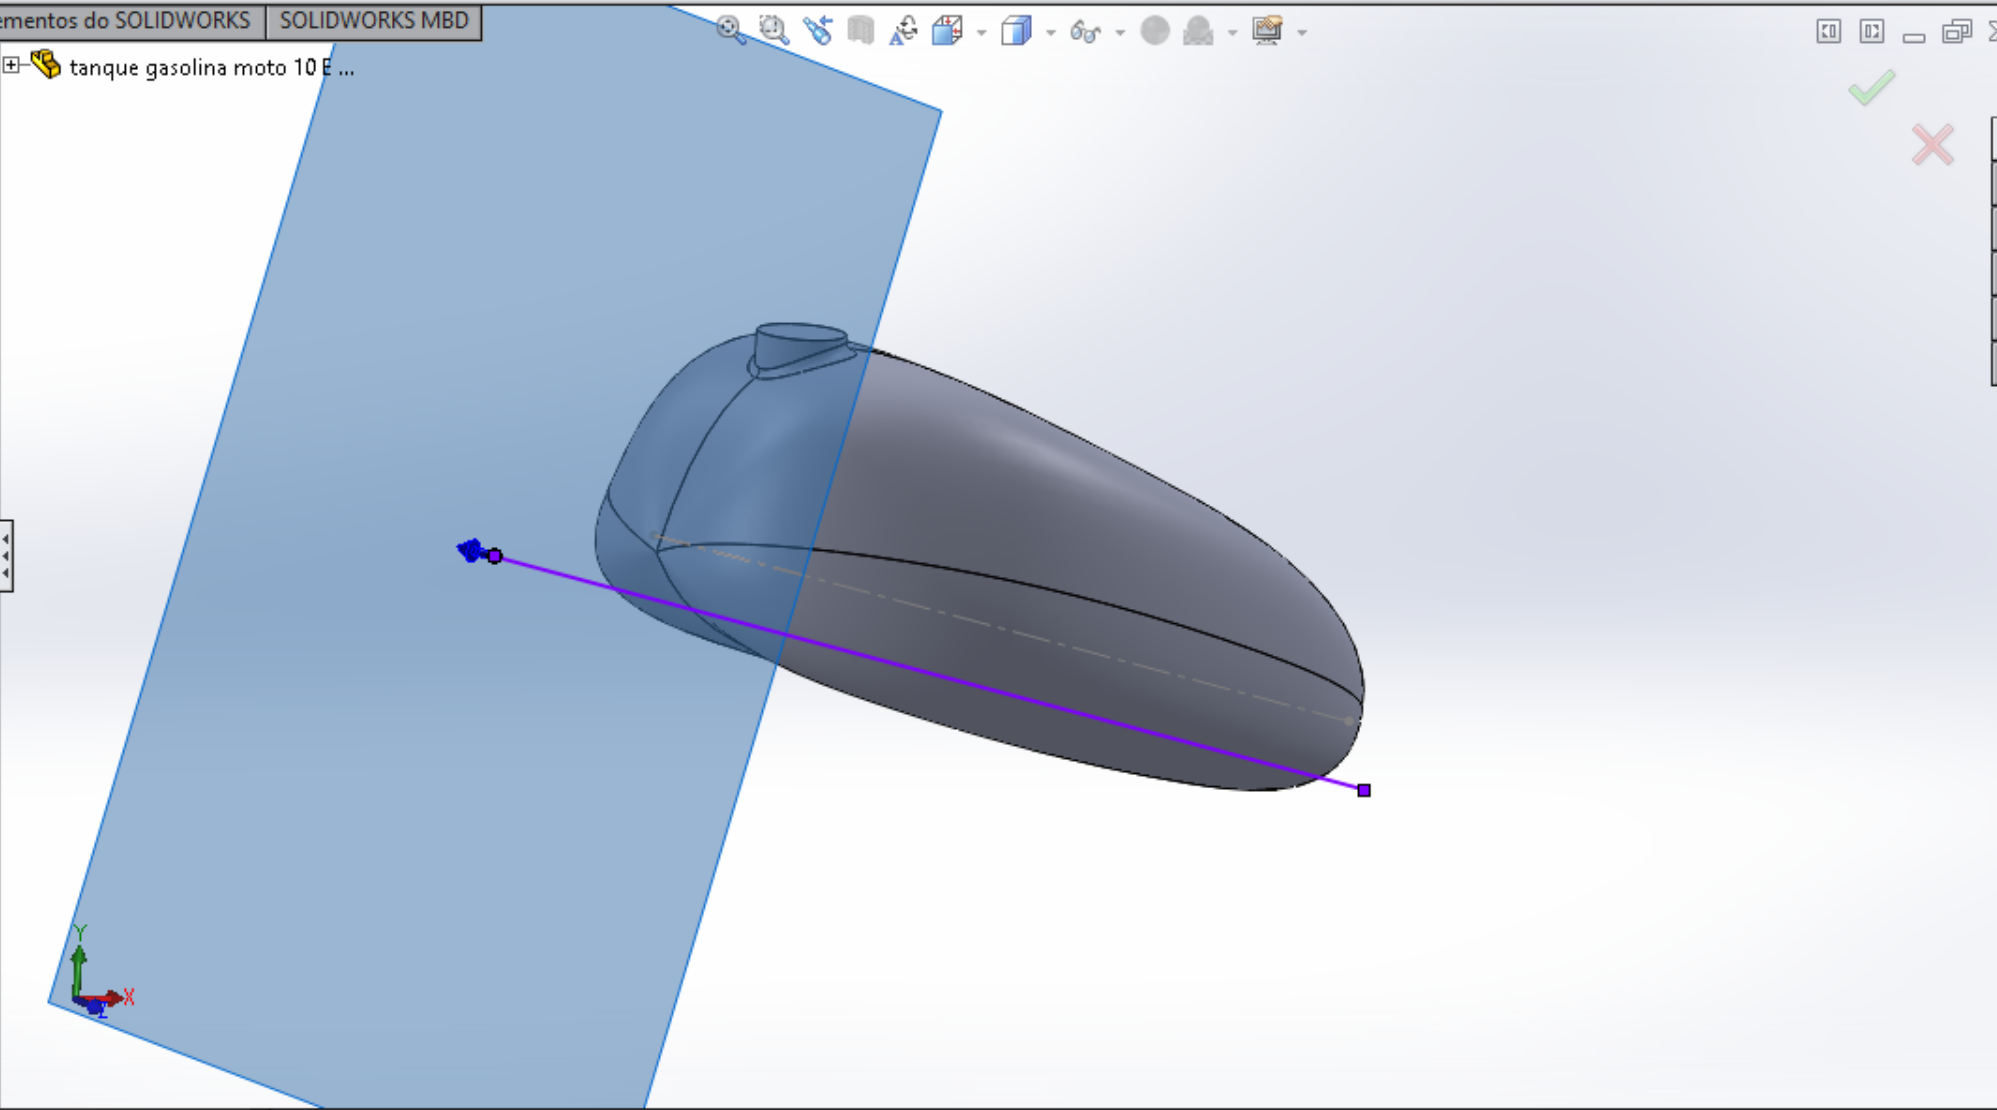 ementos do SOLIDWORKS
SOLIDWORKS MBD
tanque gasolina moto 10 E ...
Y
X
Z